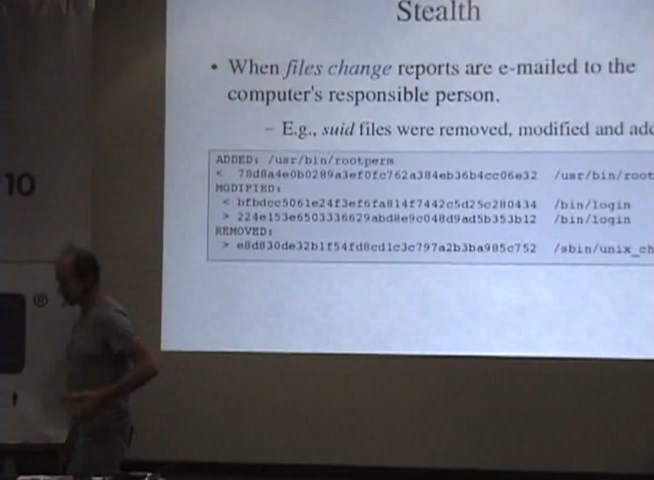 Stealth
• When files change reports are e-mailed to the
computer's responsible person.
– E.g., suid files were removed, modified and add
ADDED: /usr/bin/rootperm
< 78d8a4e0b0289a3ef0fc762a384eb36b4cc06e32 /usr/bin/root
MODIFIED:
< bfbdcc5061e24f3ef6fa814f7442c5d25c280434 /bin/login
> 224e153e6503336629abd8e9c048d9ad5b353b12 /bin/login
REMOVED:
> e8d830de32b1f54fd8cd1c3c797a2b3ba985c752 /sbin/unix_ch
10
®